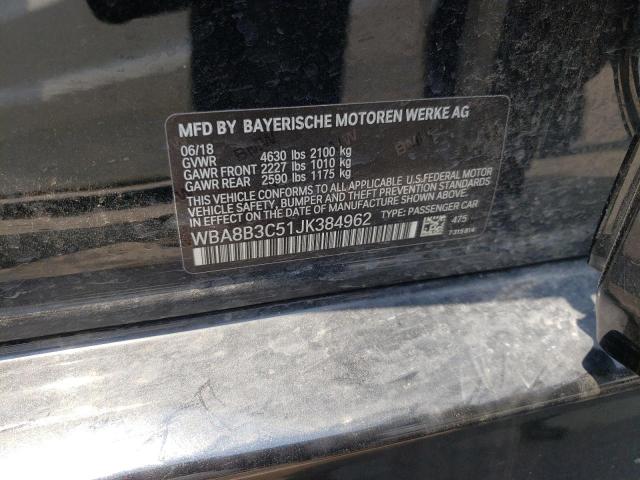 MFD BY BAYERISCHE MOTOREN WERKE AG
06/18
GVWR 4630 lbs 2100 kg
GAWR FRONT 2227 lbs 1010 kg
GAWR REAR 2590 lbs 1175 kg
THIS VEHICLE CONFORMS TO ALL APPLICABLE U.S.FEDERAL MOTOR
VEHICLE SAFETY, BUMPER AND THEFT PREVENTION STANDARDS
IN EFFECT ON THE DATE OF MANUFACTURE SHOWN ABOVE.
WBA8B3C51JK384962 TYPE: PASSENGER CAR
475
7315814